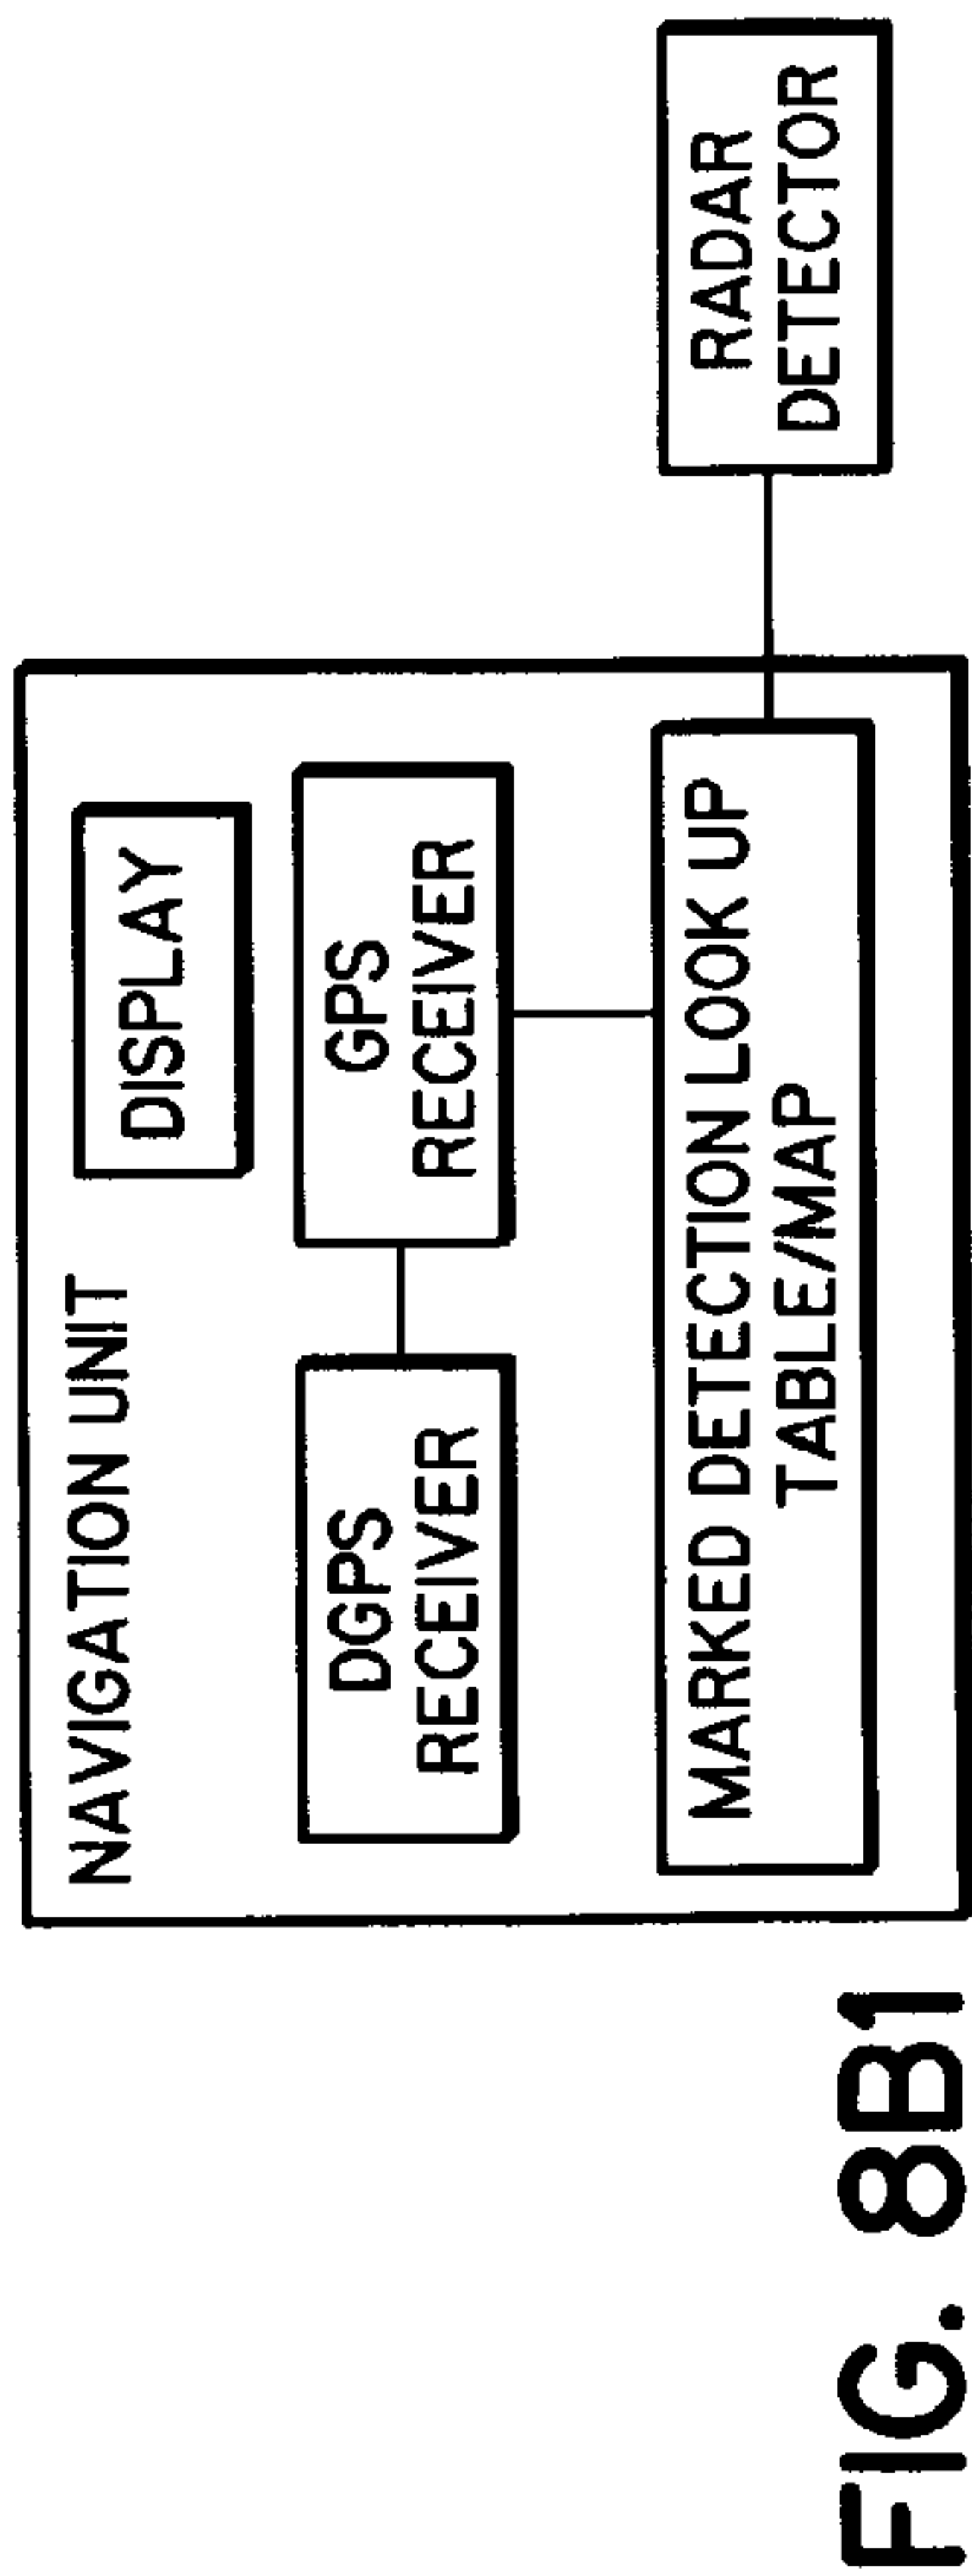 NAVIGATION UNIT
DISPLAY
DGPS
RECEIVER
GPS
RECEIVER
MARKED DETECTION LOOK UP
TABLE/MAP
RADAR
DETECTOR
FIG. 8B1